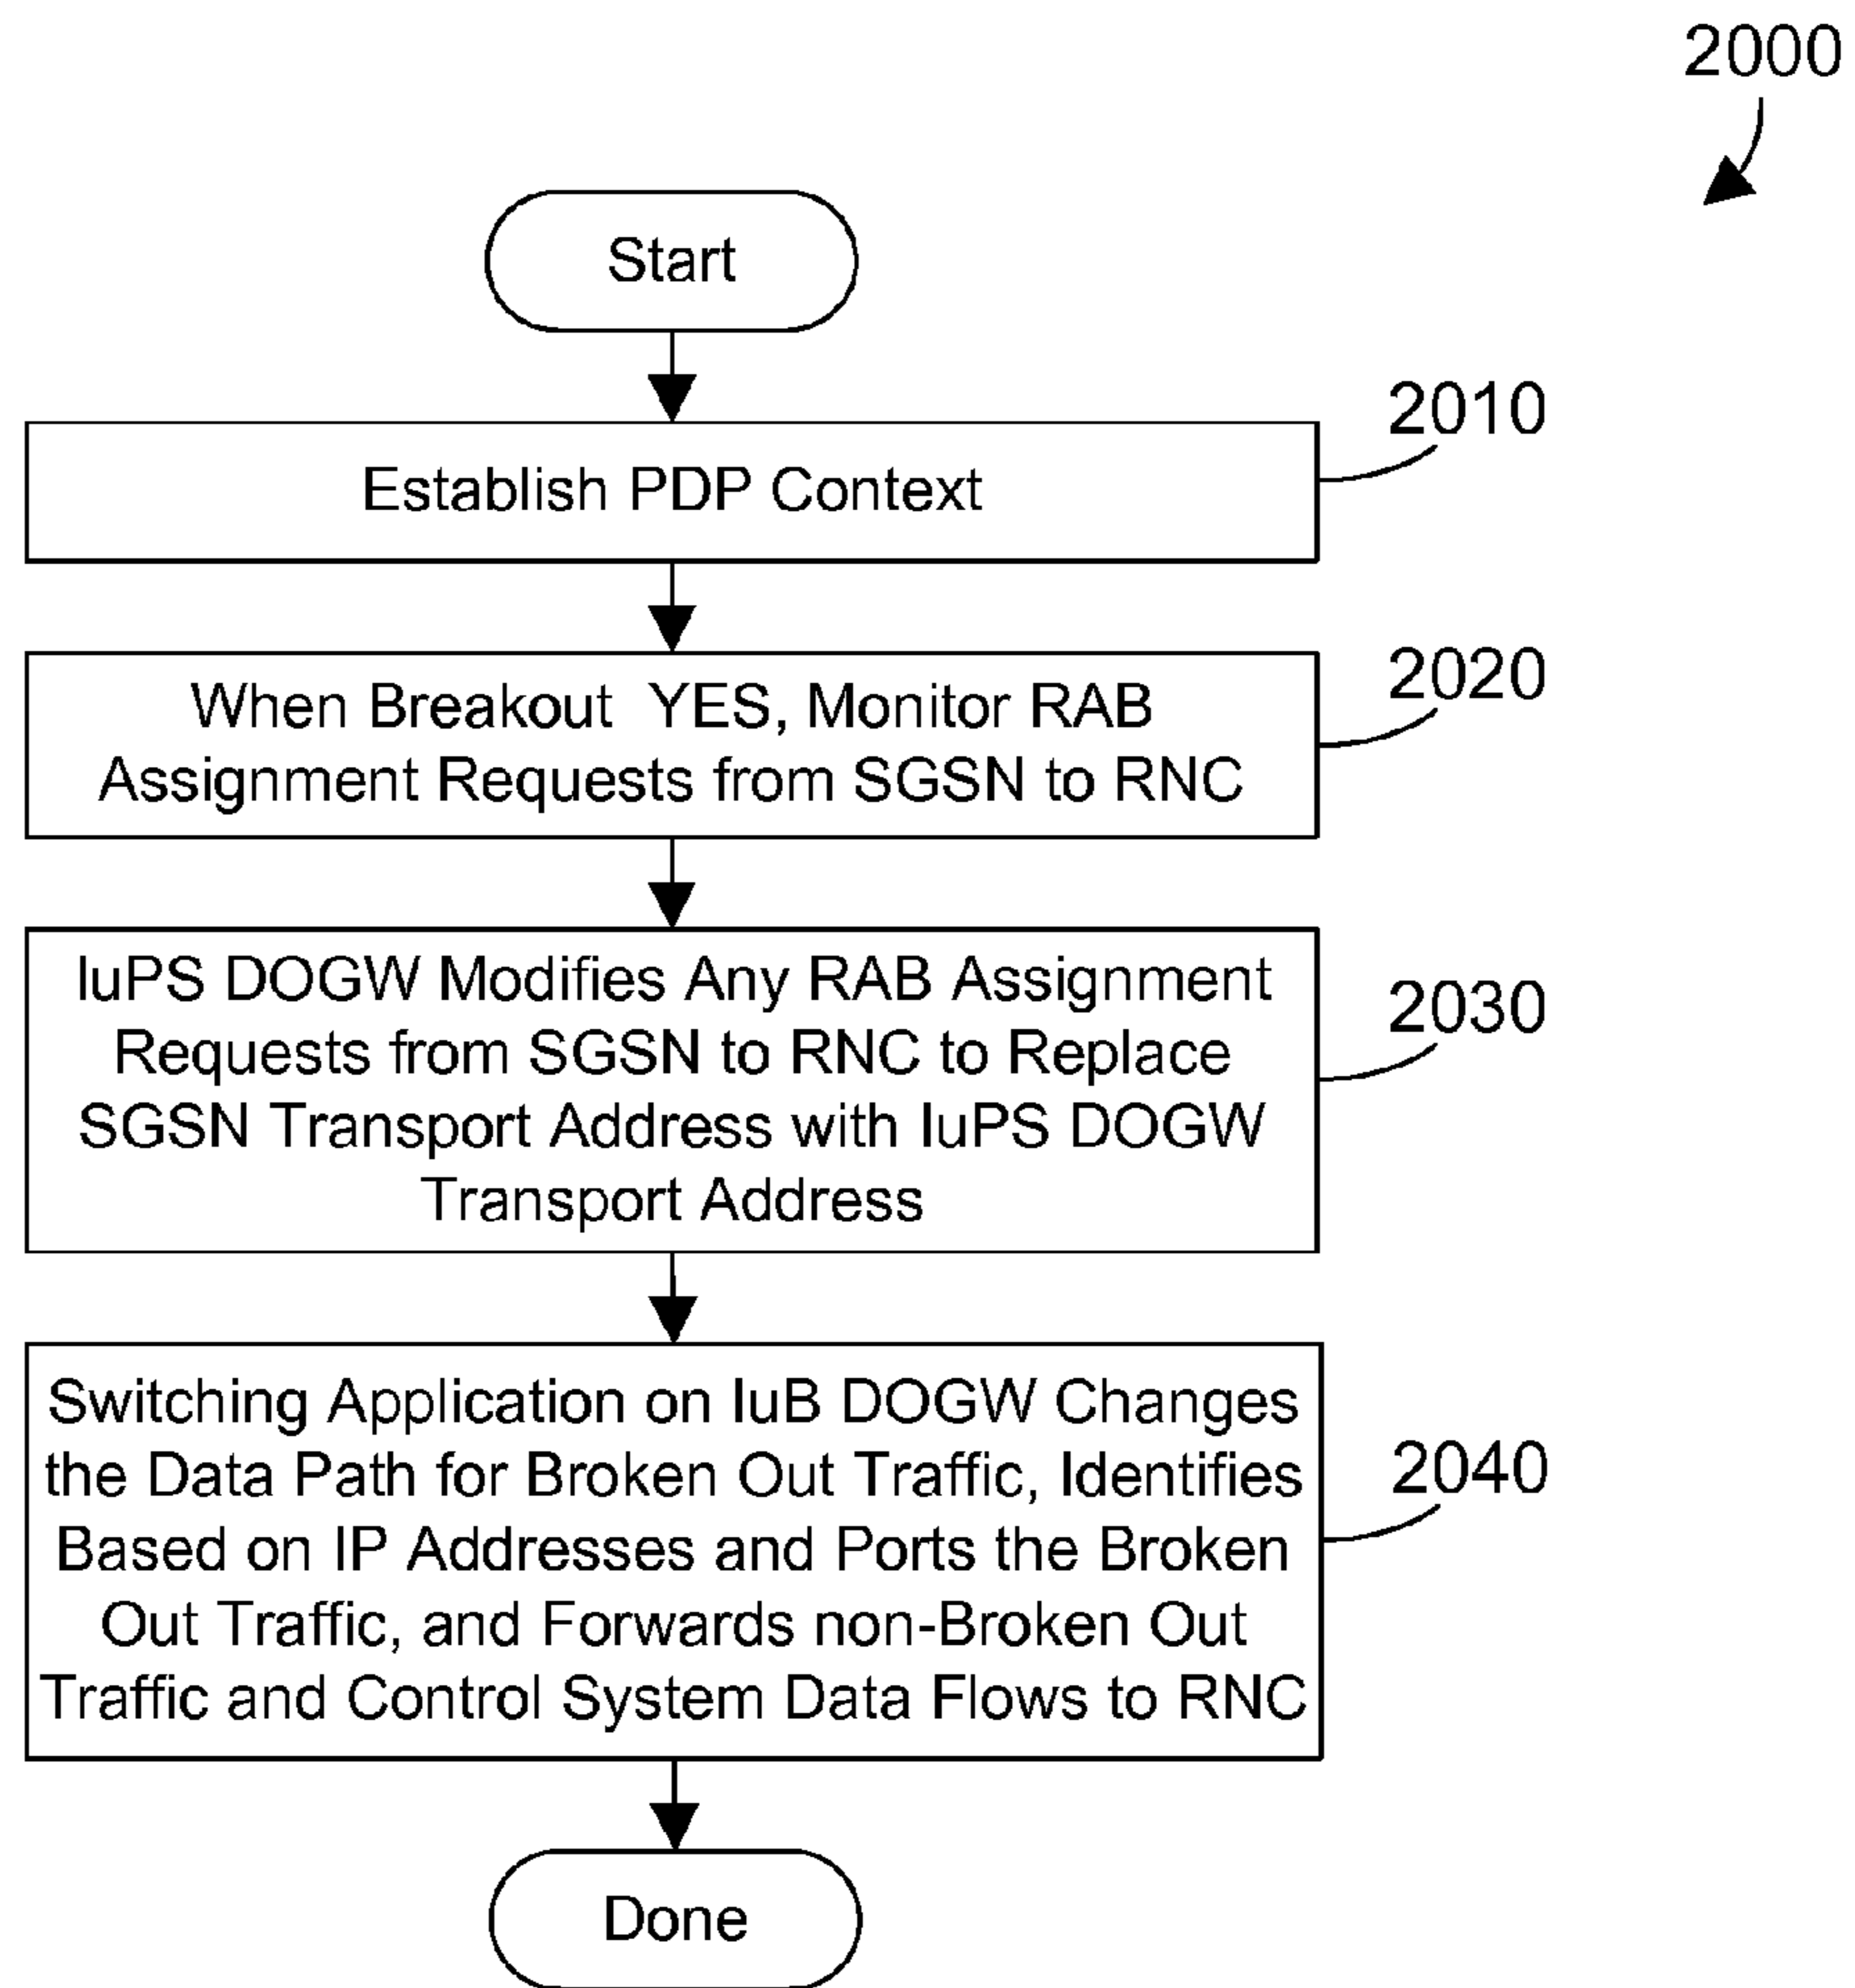 2000
Start
2010
Establish PDP Context
2020
When Breakout YES, Monitor RAB
Assignment Requests from SGSN to RNC
2030
IuPS DOGW Modifies Any RAB Assignment
Requests from SGSN to RNC to Replace
SGSN Transport Address with IuPS DOGW
Transport Address
2040
Switching Application on IuB DOGW Changes
the Data Path for Broken Out Traffic, Identifies
Based on IP Addresses and Ports the Broken
Out Traffic, and Forwards non-Broken Out
Traffic and Control System Data Flows to RNC
Done